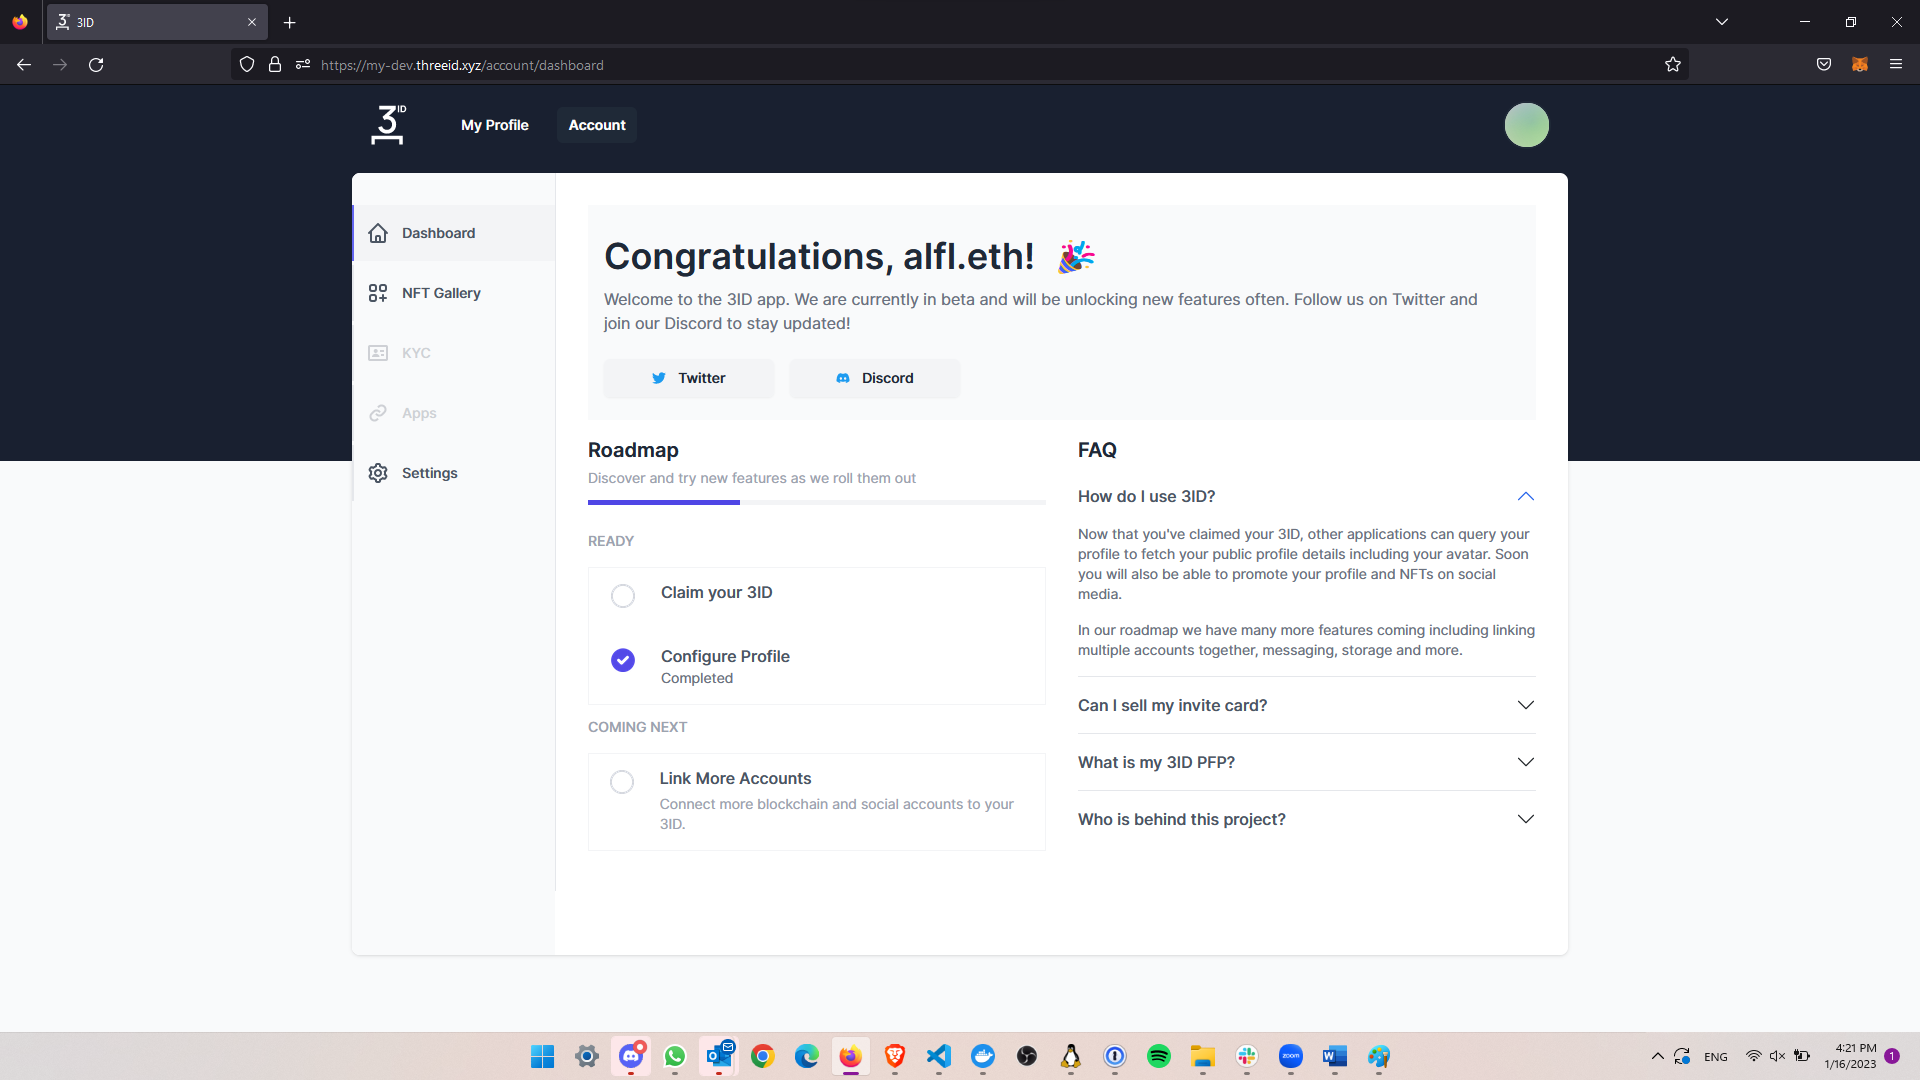 3ID
https://my-dev.threeid.xyz/account/dashboard
3ID
My Profile
Account
Dashboard
NFT Gallery
KYC
Apps
Settings
Congratulations, alfl.eth! 🎉
Welcome to the 3ID app. We are currently in beta and will be unlocking new features often. Follow us on Twitter and
join our Discord to stay updated!
Twitter
Discord
Roadmap
Discover and try new features as we roll them out
READY
Claim your 3ID
Configure Profile
Completed
COMING NEXT
Link More Accounts
Connect more blockchain and social accounts to your
3ID.
FAQ
How do I use 3ID?
Now that you've claimed your 3ID, other applications can query your
profile to fetch your public profile details including your avatar. Soon
you will also be able to promote your profile and NFTs on social
media.
In our roadmap we have many more features coming including linking
multiple accounts together, messaging, storage and more.
Can I sell my invite card?
What is my 3ID PFP?
Who is behind this project?
zoom
ENG
4:21 PM
1/16/2023
1